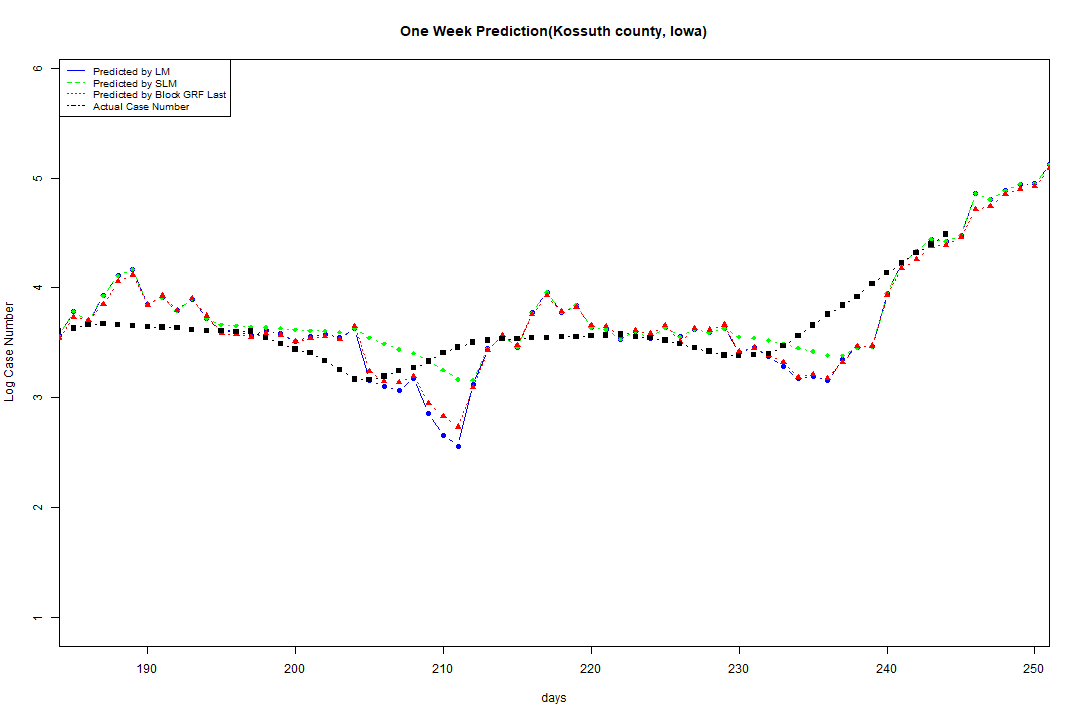 One Week Prediction(Kossuth county, Iowa)
Predicted by LM
Predicted by SLM
Predicted by Block GRF Last
Actual Case Number
Log Case Number
6
5
4
3
2
1
190 200 210 220 230 240 250
days